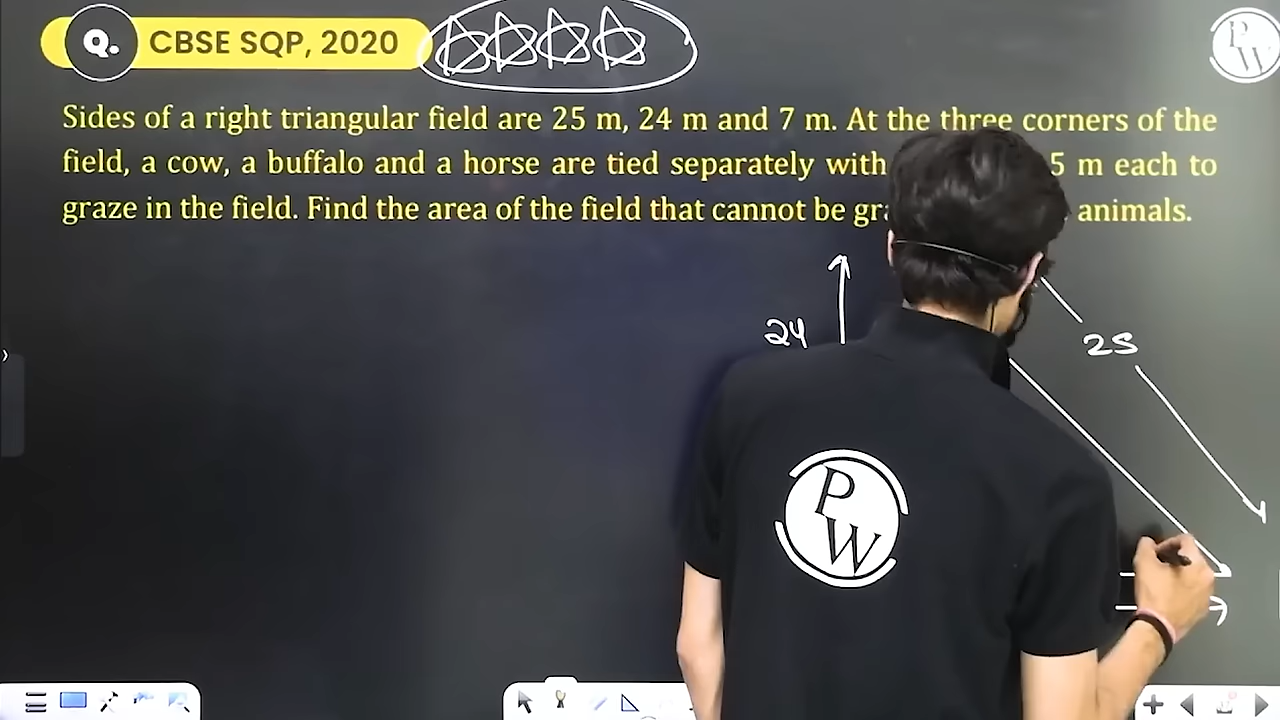 Q. CBSE SQP, 2020
Sides of a right triangular field are 25 m, 24 m and 7 m. At the three corners of the
field, a cow, a buffalo and a horse are tied separately with 5 m each to
graze in the field. Find the area of the field that cannot be animals.
24
25
PW
PW